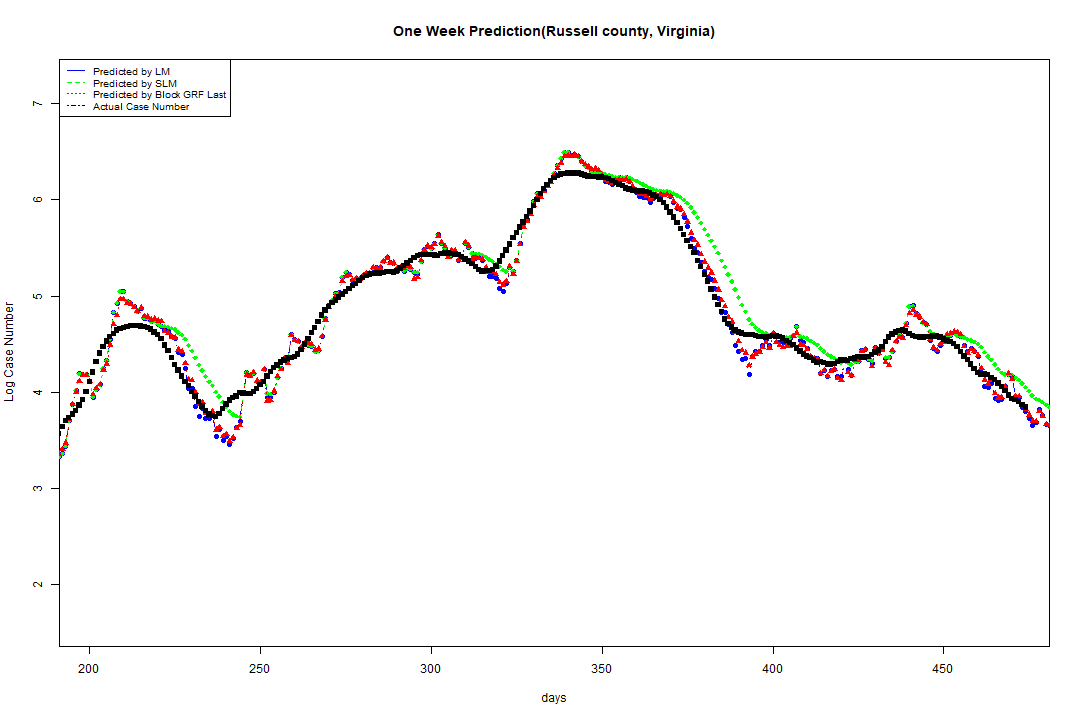 One Week Prediction(Russell county, Virginia)
Predicted by LM
Predicted by SLM
Predicted by Block GRF Last
Actual Case Number
7
6
5
4
3
2
Log Case Number
200 250 300 350 400 450
days